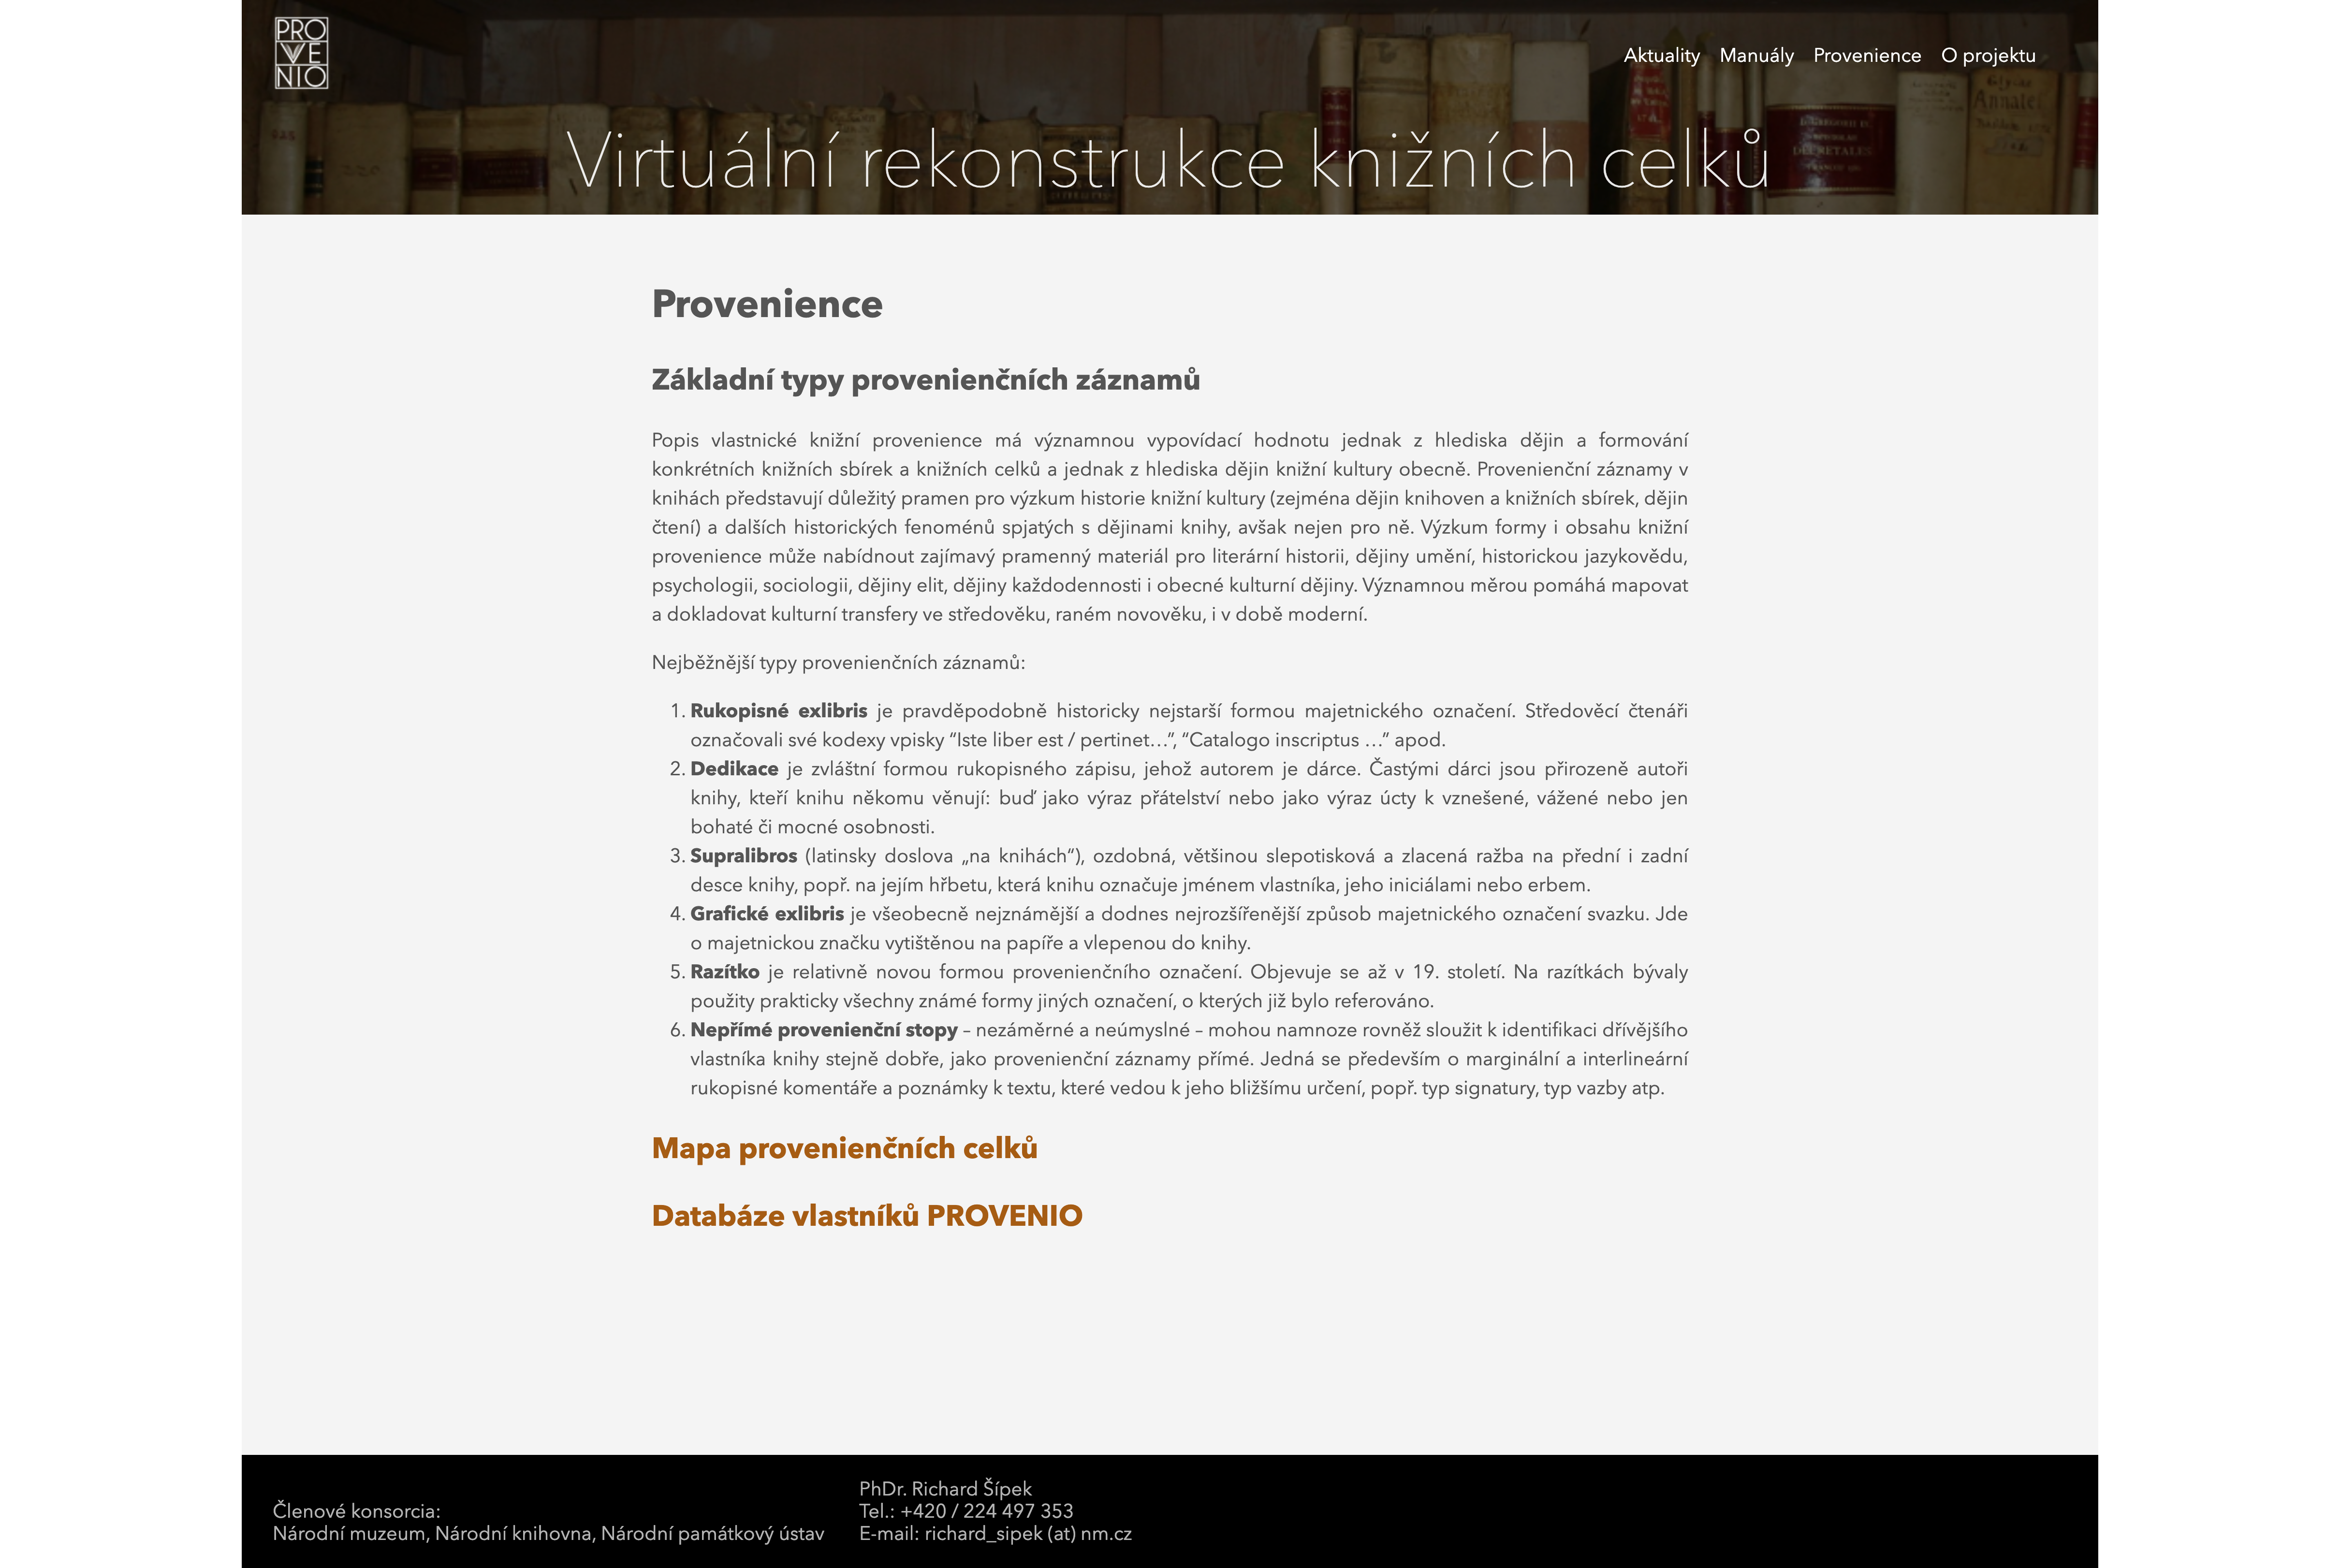 PRO
VE
NIO
Aktuality Manuály Provenience O projektu
Virtuální rekonstrukce knižních celků
Provenience
Základní typy provenienčních záznamů
Popis vlastnické knižní provenience má významnou vypovídací hodnotu jednak z hlediska dějin a formování
konkrétních knižních sbírek a knižních celků a jednak z hlediska dějin knižní kultury obecně. Provenienční záznamy v
knihách představují důležitý pramen pro výzkum historie knižní kultury (zejména dějin knihoven a knižních sbírek, dějin
čtení) a dalších historických fenoménů spjatých s dějinami knihy, avšak nejen pro ně. Výzkum formy i obsahu knižní
provenience může nabídnout zajímavý pramenný materiál pro literární historii, dějiny umění, historickou jazykovědu,
psychologii, sociologii, dějiny elit, dějiny každodennosti i obecné kulturní dějiny. Významnou měrou pomáhá mapovat
a dokladovat kulturní transfery ve středověku, raném novověku, i v době moderní.
Nejběžnější typy provenienčních záznamů:
1. Rukopisné exlibris je pravděpodobně historicky nejstarší formou majetnického označení. Středověcí čtenáři
označovali své kodexy vpisky “Iste liber est / pertinet…”, “Catalogo inscriptus …” apod.
2. Dedikace je zvláštní formou rukopisného zápisu, jehož autorem je dárce. Častými dárci jsou přirozeně autoři
knihy, kteří knihu někomu věnují: buď jako výraz přátelství nebo jako výraz úcty k vznešené, vážené nebo jen
bohaté či mocné osobnosti.
3. Supralibros (latinsky doslova „na knihách“), ozdobná, většinou slepotisková a zlacená ražba na přední i zadní
desce knihy, popř. na jejím hřbetu, která knihu označuje jménem vlastníka, jeho iniciálami nebo erbem.
4. Grafické exlibris je všeobecně nejznámější a dodnes nejrozšířenější způsob majetnického označení svazku. Jde
o majetnickou značku vytištěnou na papíře a vlepenou do knihy.
5. Razítko je relativně novou formou provenienčního označení. Objevuje se až v 19. století. Na razítkách bývaly
použity prakticky všechny známé formy jiných označení, o kterých již bylo referováno.
6. Nepřímé provenienční stopy – nezáměrné a neúmyslné – mohou namnoze rovněž sloužit k identifikaci dřívějšího
vlastníka knihy stejně dobře, jako provenienční záznamy přímé. Jedná se především o marginální a interlineární
rukopisné komentáře a poznámky k textu, které vedou k jeho bližšímu určení, popř. typ signatury, typ vazby atp.
Mapa provenienčních celků
Databáze vlastníků PROVENIO
Členové konsorcia:
Národní muzeum, Národní knihovna, Národní památkový ústav
PhDr. Richard Šípek
Tel.: +420 / 224 497 353
E-mail: richard_sipek (at) nm.cz